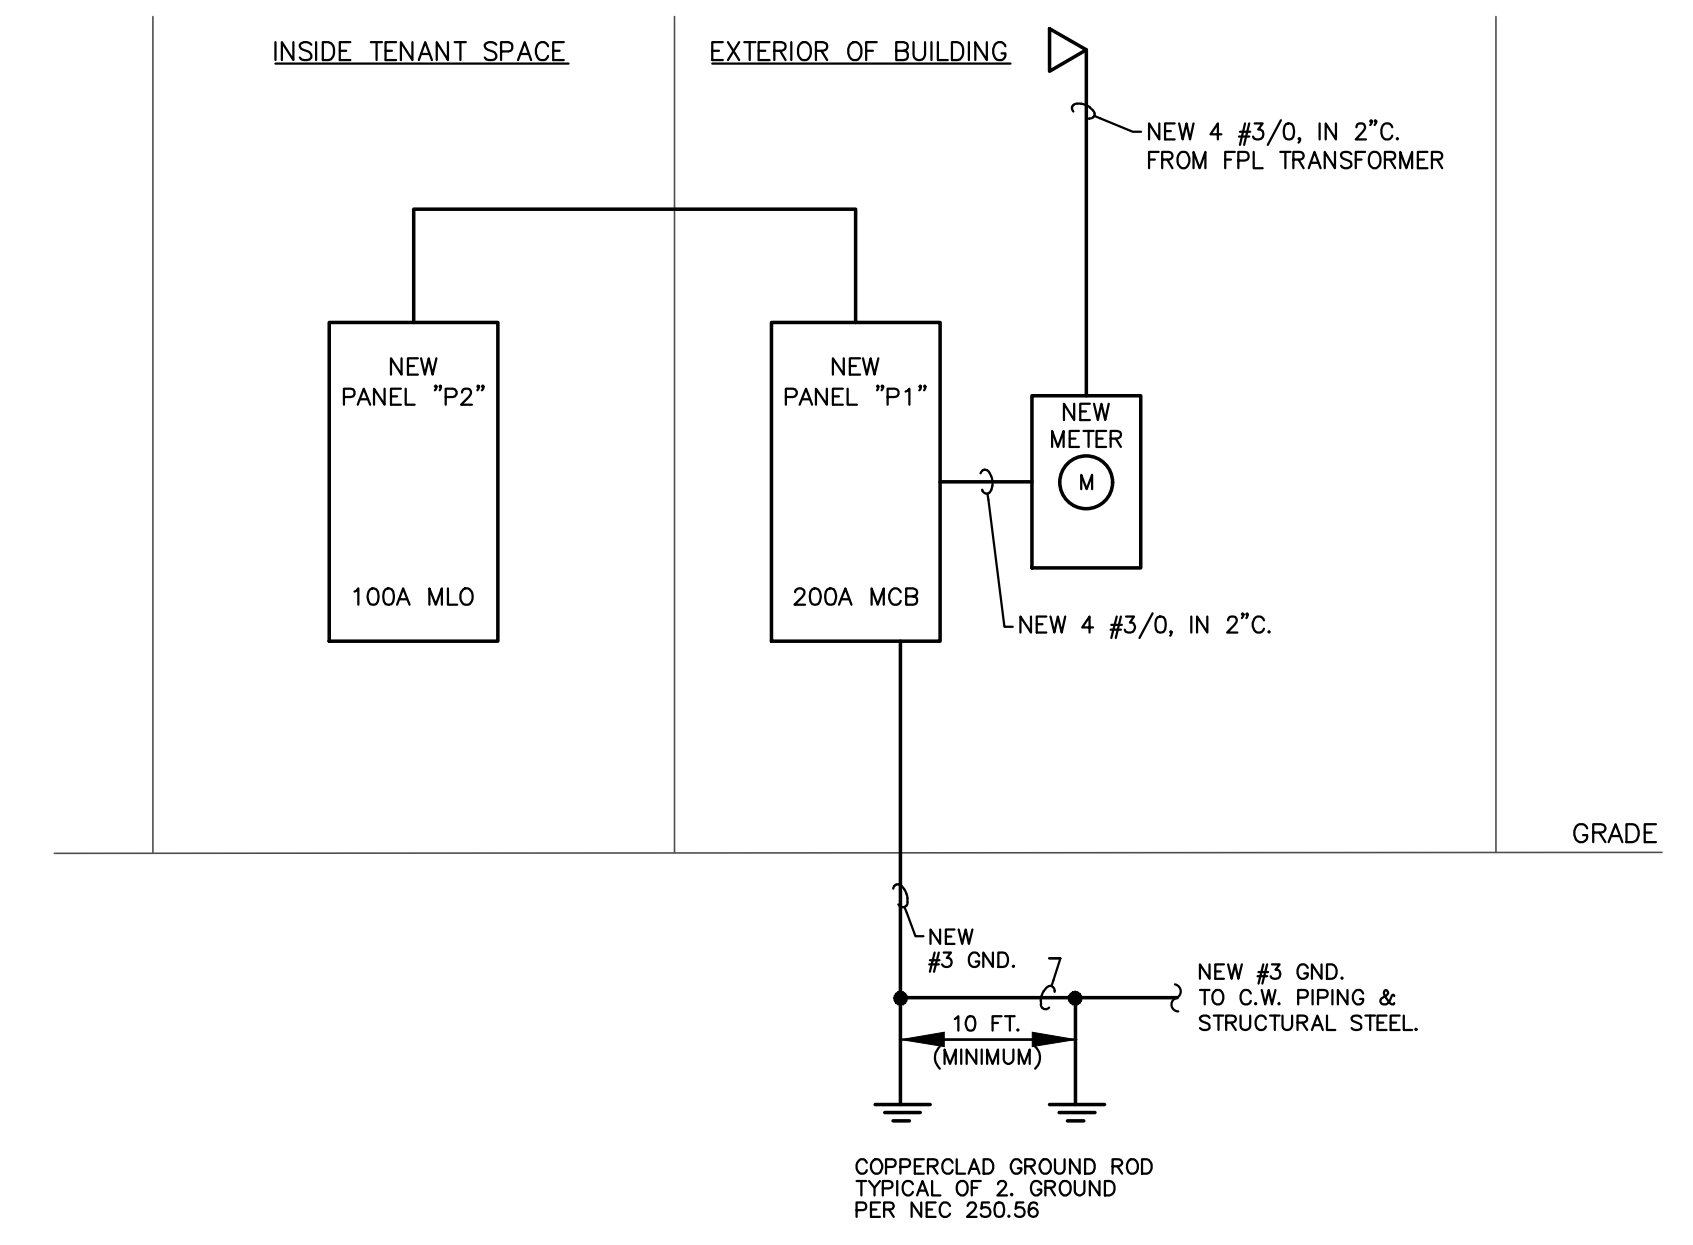 INSIDE TENANT SPACE
EXTERIOR OF BUILDING
NEW 4 #3/0, IN 2"C.
FROM FPL TRANSFORMER
NEW
PANEL "P2"
100A MLO
NEW
PANEL "P1"
200A MCB
NEW
METER
M
NEW 4 #3/0, IN 2"C.
GRADE
NEW
#3 GND.
NEW #3 GND.
TO C.W. PIPING &
STRUCTURAL STEEL.
10 FT.
(MINIMUM)
COPPERCLAD GROUND ROD
TYPICAL OF 2. GROUND
PER NEC 250.56